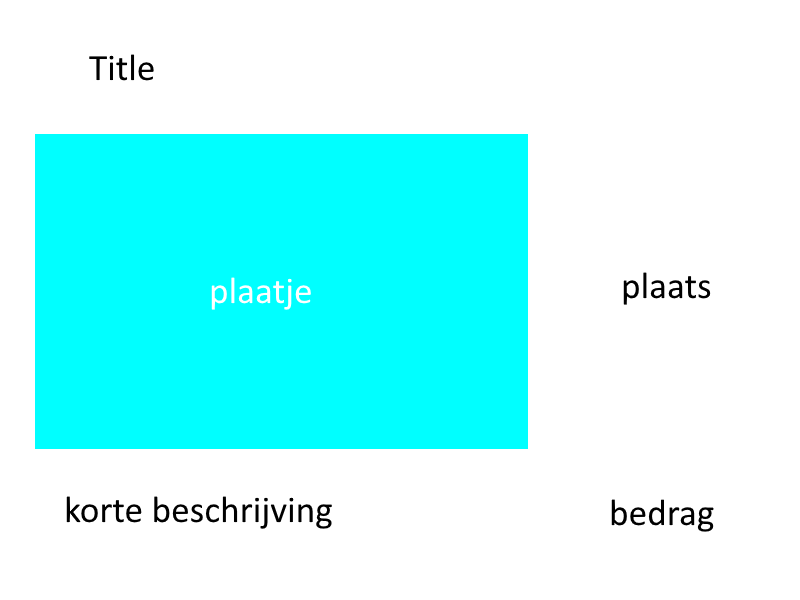 Title
plaatje
plaats
korte beschrijving
bedrag